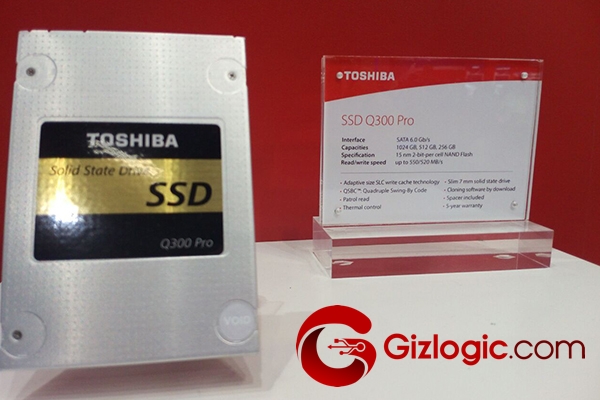 TOSHIBA
Solid State Drive
SSD
Q300 Pro
VOID
TOSHIBA
SSD Q300 Pro
Interface SATA 6.0 Gb/s
Capacities 1024 GB, 512 GB, 256 GB
Specification 15 nm 2-bit-per cell NAND Flash
Read/write speed up to 550/520 MB/s
- Adaptive size SLC write cache technology
- QSBC™: Quadruple Swing-By Code
- Patrol read
- Thermal control
- Slim 7 mm solid state drive
- Cloning software by download
- Spacer included
- 5-year warranty
Gizlogic.com